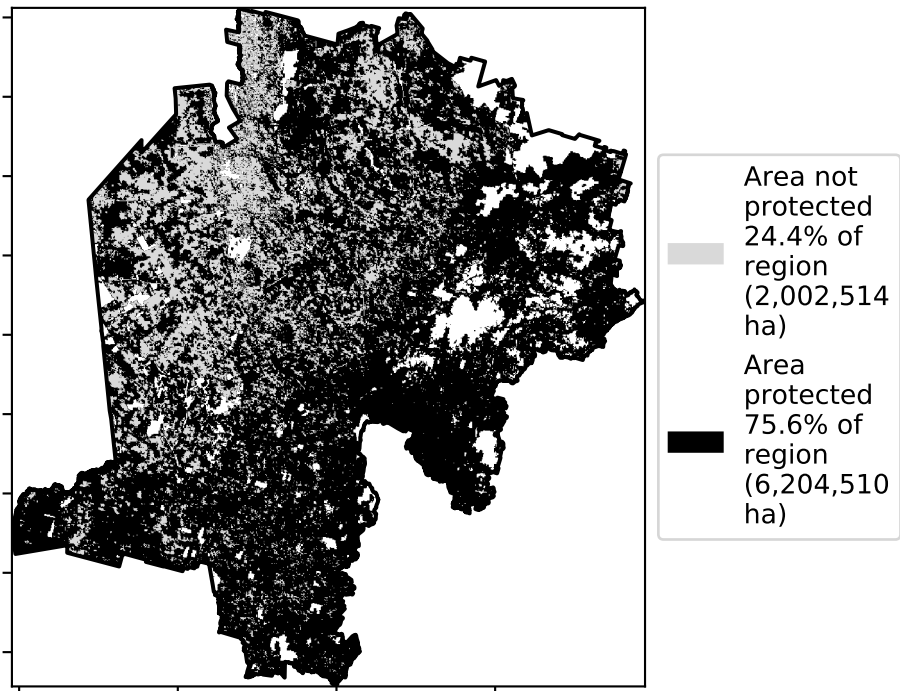 Area not
protected
24.4% of
region
(2,002,514
ha)
Area
protected
75.6% of
region
(6,204,510
ha)